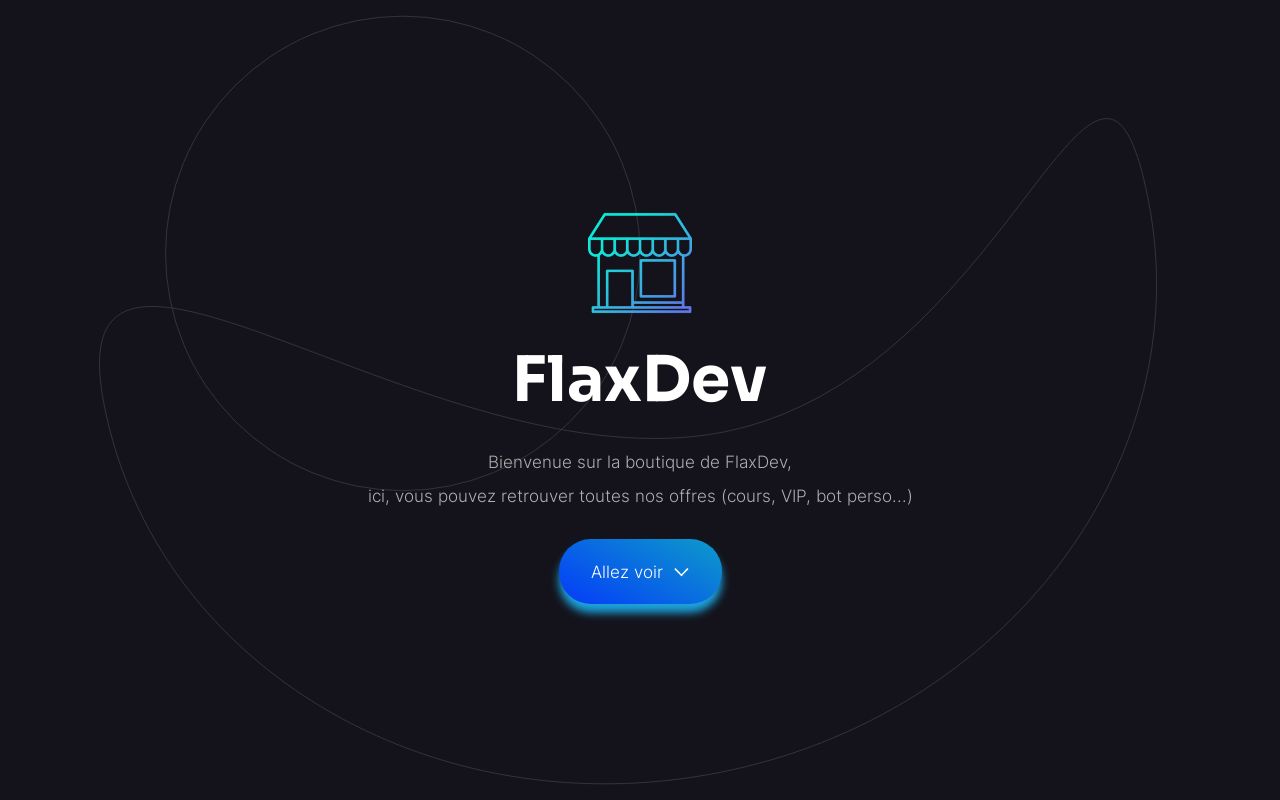 FlaxDev
Bienvenue sur la boutique de FlaxDev,
ici, vous pouvez retrouver toutes nos offres (cours, VIP, bot perso...)
Allez voir